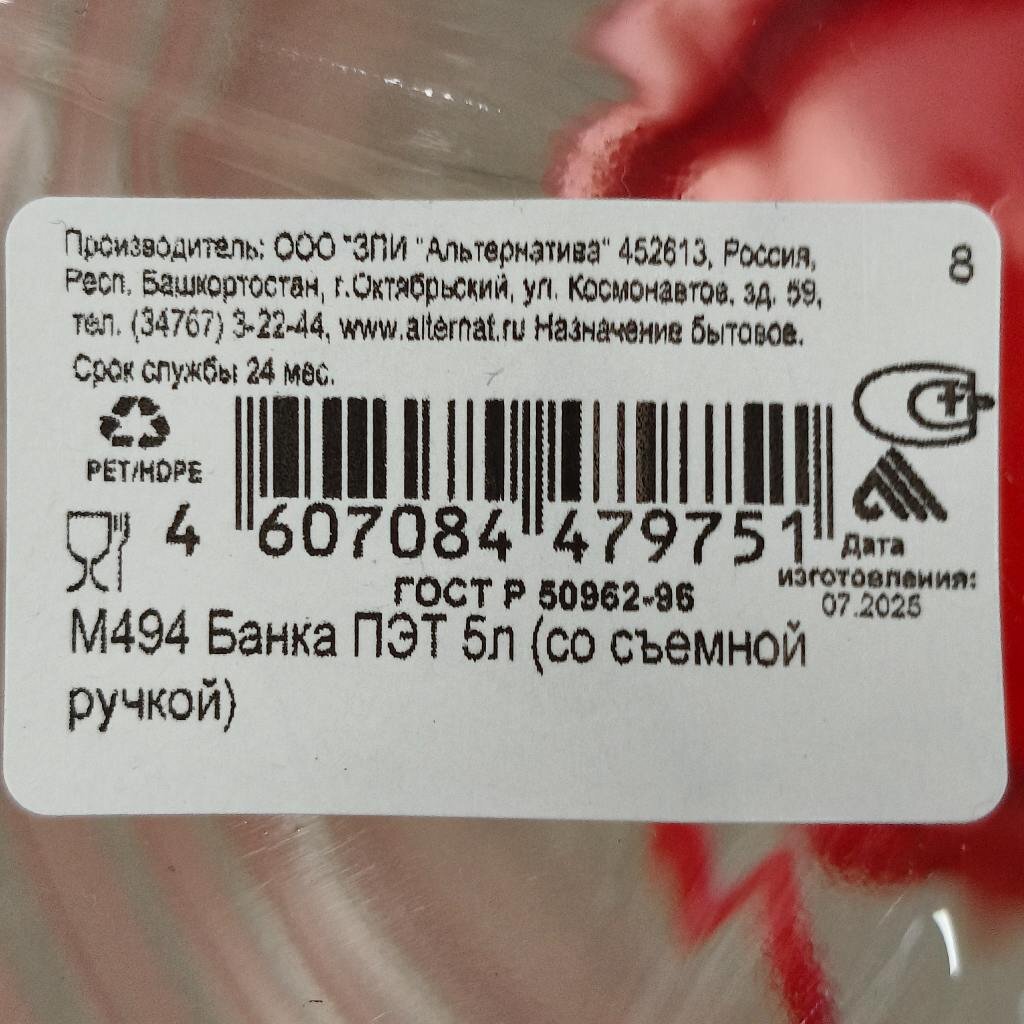 Производитель: ООО "ЗПИ "Альтернатива" 452613, Россия,
Респ. Башкортостан, г.Октябрьский, ул. Космонавтов, зд. 59,
тел. (34767) 3-22-44, www.alternat.ru Назначение бытовое.
Срок службы 24 мес.
8
PET/HDPE
4 607084 479751
Дата
изготовления:
07.2025
ГОСТ Р 50962-96
М494 Банка ПЭТ 5л (со съемной
ручкой)